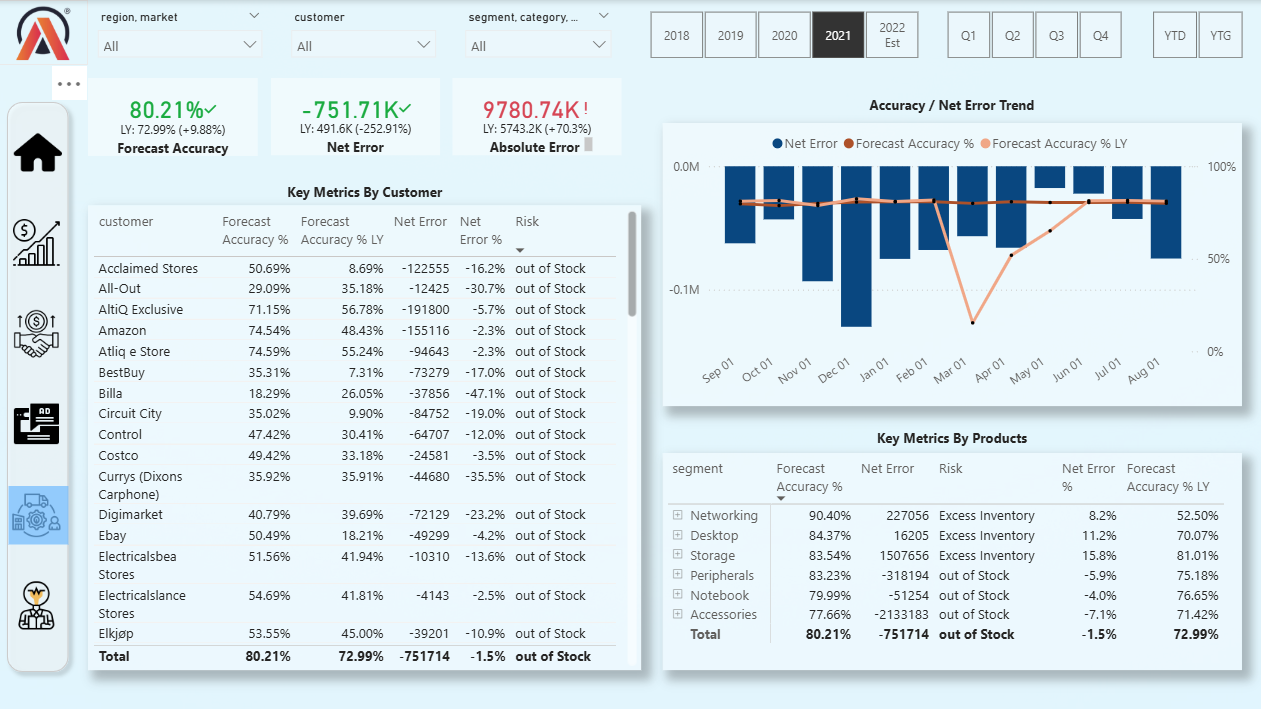 region, market
customer
segment, category, ...
All
All
All
2018 2019 2020 2021 2022 Est
Q1 Q2 Q3 Q4
YTD YTG
...
80.21%
LY: 72.99% (+9.88%)
Forecast Accuracy
-751.71K
LY: 491.6K (-252.91%)
Net Error
9780.74K!
LY: 5743.2K (+70.3%)
Absolute Error
Key Metrics By Customer
customer Forecast Accuracy % Forecast Accuracy % LY Net Error Net Error % Risk
Acclaimed Stores 50.69% 8.69% -122555 -16.2% out of Stock
All-Out 29.09% 35.18% -12425 -30.7% out of Stock
AltiQ Exclusive 71.15% 56.78% -191800 -5.7% out of Stock
Amazon 74.54% 48.43% -155116 -2.3% out of Stock
Atliq e Store 74.59% 55.24% -94643 -2.3% out of Stock
BestBuy 35.31% 7.31% -73279 -17.0% out of Stock
Billa 18.29% 26.05% -37856 -47.1% out of Stock
Circuit City 35.02% 9.90% -84752 -19.0% out of Stock
Control 47.42% 30.41% -64707 -12.0% out of Stock
Costco 49.42% 33.18% -24581 -3.5% out of Stock
Currys (Dixons Carphone) 35.92% 35.91% -44680 -35.5% out of Stock
Digimarket 40.79% 39.69% -72129 -23.2% out of Stock
Ebay 50.49% 18.21% -49299 -4.2% out of Stock
Electricalsbea Stores 51.56% 41.94% -10310 -13.6% out of Stock
Electricalslance Stores 54.69% 41.81% -4143 -2.5% out of Stock
Elkjøp 53.55% 45.00% -39201 -10.9% out of Stock
Total 80.21% 72.99% -751714 -1.5% out of Stock
Accuracy / Net Error Trend
Net Error Forecast Accuracy % Forecast Accuracy % LY
0.0M 100%
50%
-0.1M
0%
Sep 01 Oct 01 Nov 01 Dec 01 Jan 01 Feb 01 Mar 01 Apr 01 May 01 Jun 01 Jul 01 Aug 01
Key Metrics By Products
segment Forecast Accuracy % Net Error Risk Net Error % Forecast Accuracy % LY
Networking 90.40% 227056 Excess Inventory 8.2% 52.50%
Desktop 84.37% 16205 Excess Inventory 11.2% 70.07%
Storage 83.54% 1507656 Excess Inventory 15.8% 81.01%
Peripherals 83.23% -318194 out of Stock -5.9% 75.18%
Notebook 79.99% -51254 out of Stock -4.0% 76.65%
Accessories 77.66% -2133183 out of Stock -7.1% 71.42%
Total 80.21% -751714 out of Stock -1.5% 72.99%
AD